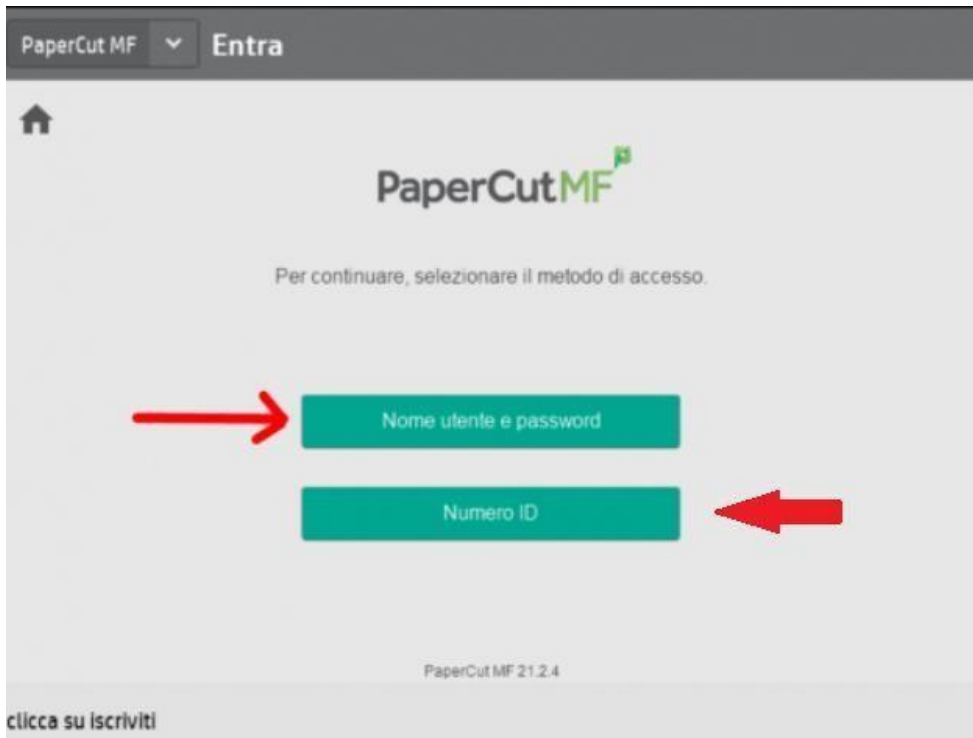 PaperCut MF Entra
PaperCutMF
Per continuare, selezionare il metodo di accesso.
Nome utente e password
Numero ID
PaperCut MF 21.2.4
clicca su iscriviti